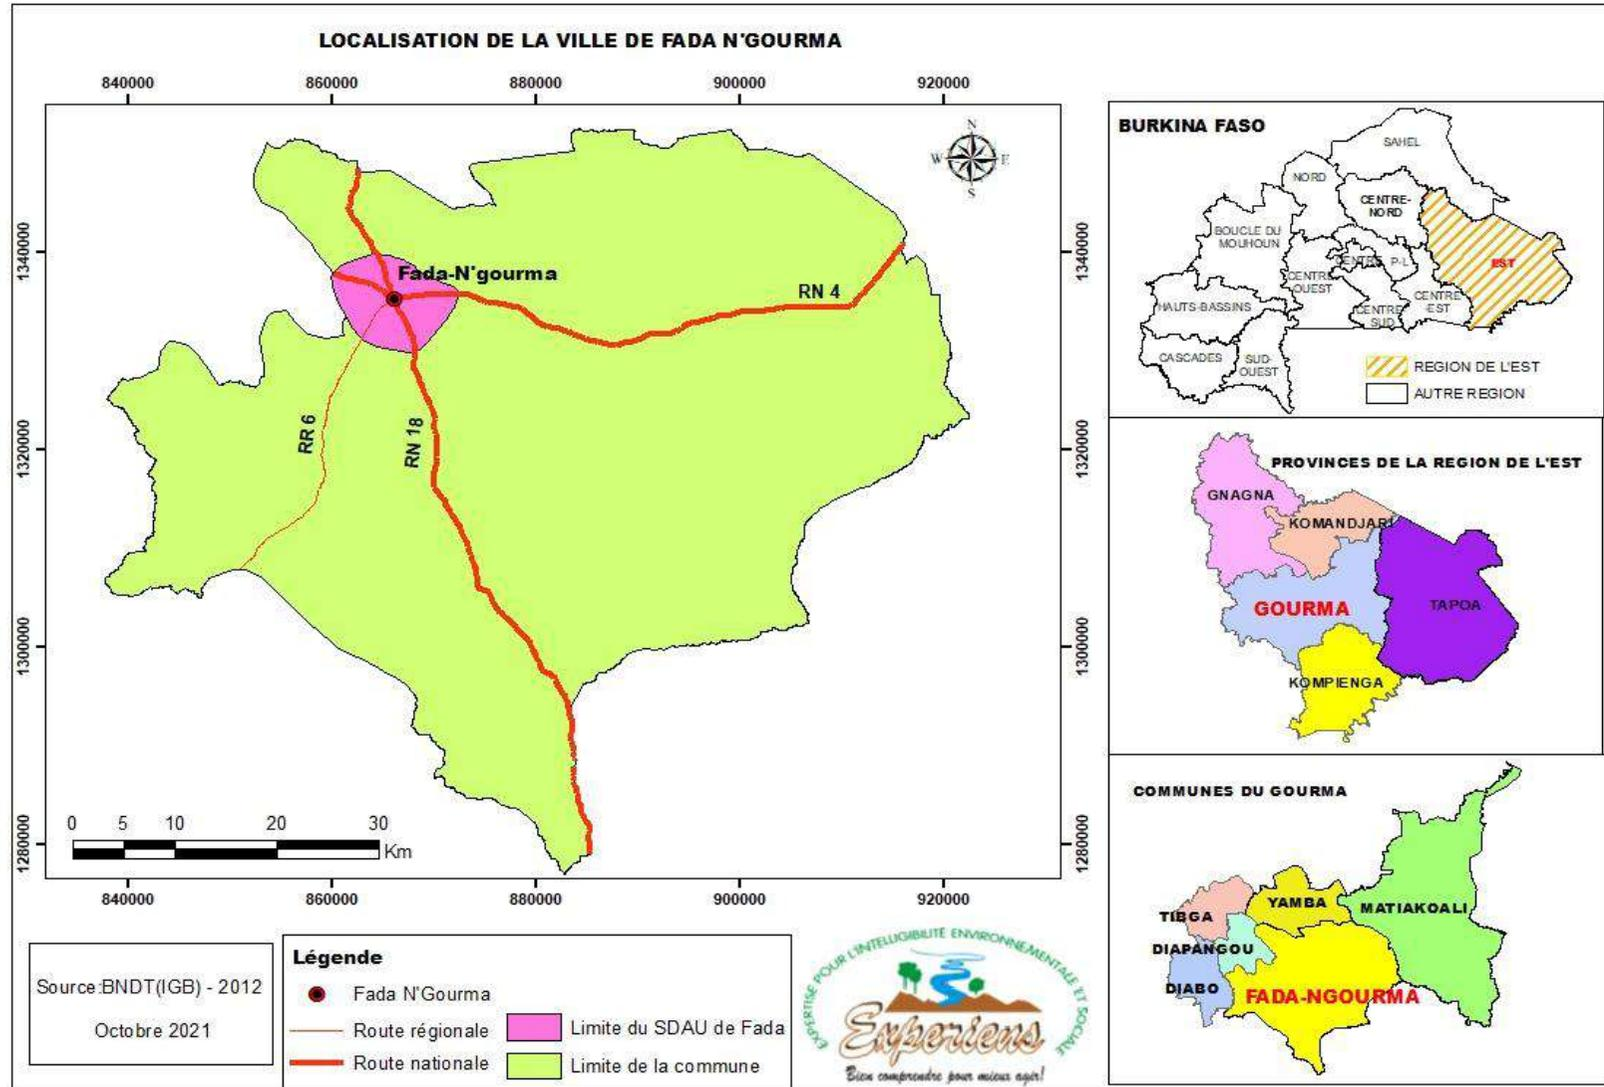 LOCALISATION DE LA VILLE DE FADA N'GOURMA
840000 860000 880000 900000 920000
N
W E
S
1340000 1340000
1320000 1320000
1300000 1300000
1280000 1280000
Fada-N'gourma
RN 4
RR 6
RN 18
0 5 10 20 30
Km
840000 860000 880000 900000 920000
BURKINA FASO
SAHEL
NORD
CENTRE-
NORD
BOUCLE DU
MOUHOUN
EST
CENTRE P-L
CENTRE
OUEST
CENTRE
-EST
HAUTS-BASSINS
CENTRE-
SUD
CASCADES
SUD-
OUEST
REGION DE L'EST
AUTRE REGION
PROVINCES DE LA REGION DE L'EST
GNAGNA
KOMANDJARI
GOURMA
TAPOA
KOMPIENGA
COMMUNES DU GOURMA
YAMBA
TIBGA
MATIAKOALI
DIAPANGOU
DIABO
FADA-NGOURMA
Source:BNDT(IGB) - 2012
Octobre 2021
Légende
Fada N'Gourma
Route régionale
Route nationale
Limite du SDAU de Fada
Limite de la commune
EXPERTISE POUR L'INTELLIGIBILITÉ ENVIRONNEMENTALE ET SOCIALE
Experiens
Bien comprendre pour mieux agir!